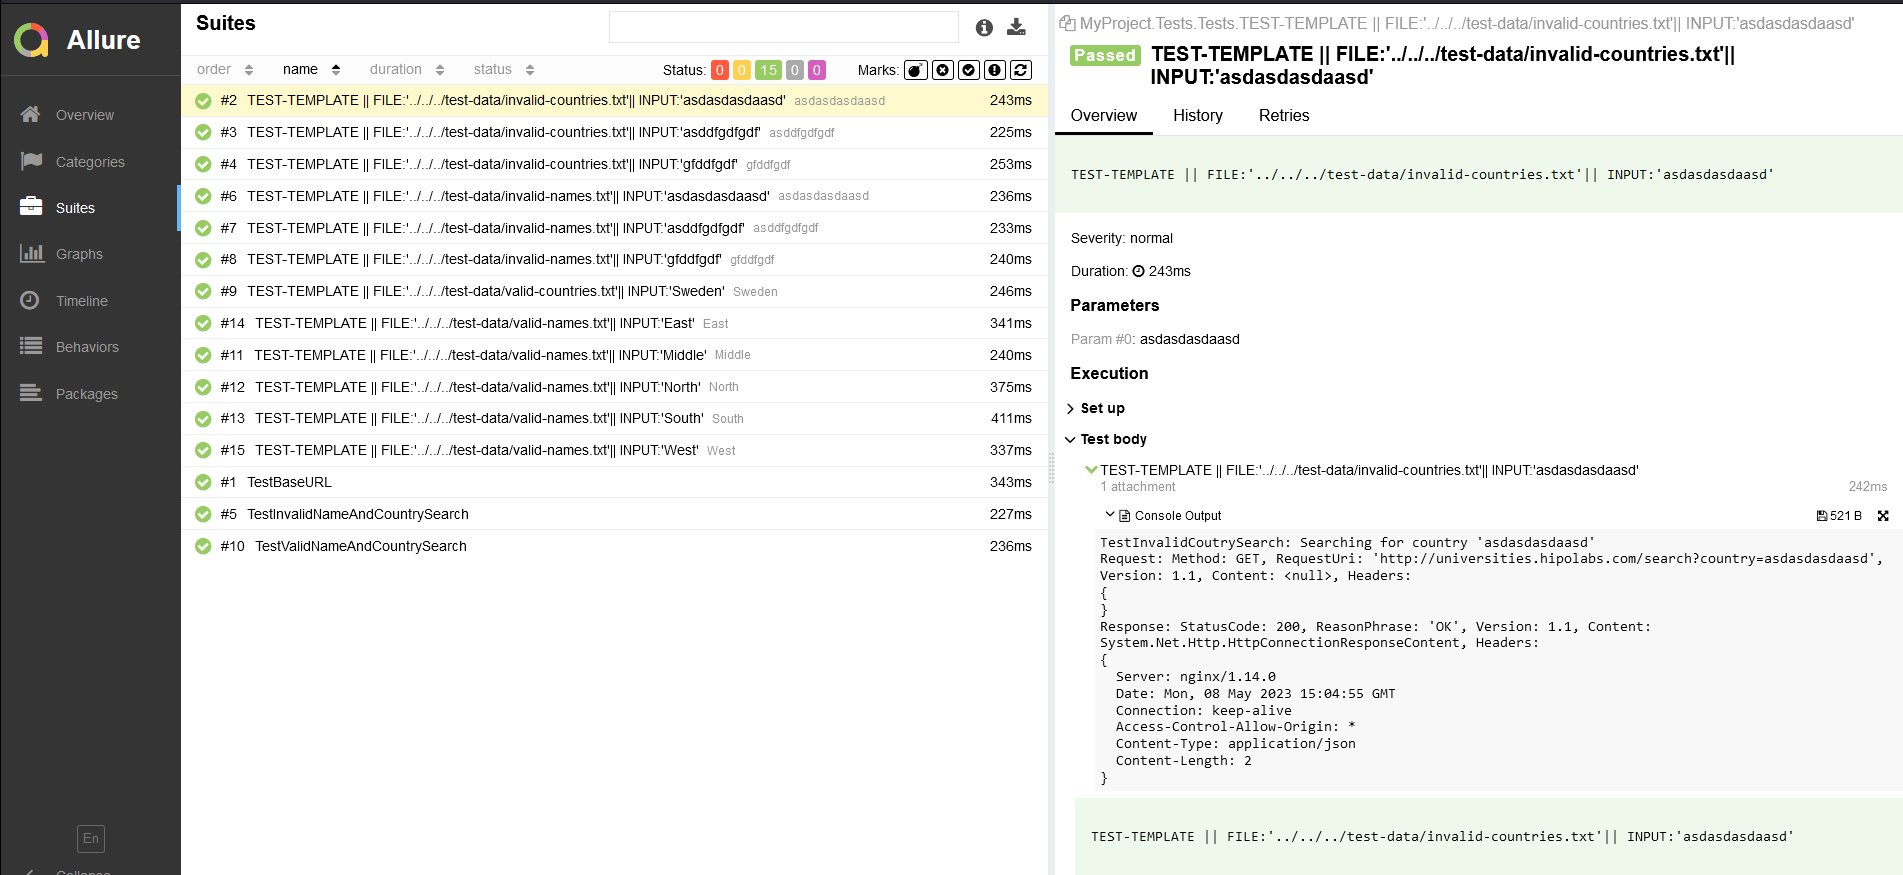 Allure
Overview
Categories
Suites
Graphs
Timeline
Behaviors
Packages
En
Suites
order name duration status Status: 0 0 15 0 0 Marks:
#2 TEST-TEMPLATE || FILE:'../../../test-data/invalid-countries.txt'|| INPUT:'asdasdasdaasd' asdasdasdaasd 243ms
#3 TEST-TEMPLATE || FILE:'../../../test-data/invalid-countries.txt'|| INPUT:'asddfgdfgdf' asddfgdfgdf 225ms
#4 TEST-TEMPLATE || FILE:'../../../test-data/invalid-countries.txt'|| INPUT:'gfddfgdf' gfddfgdf 253ms
#6 TEST-TEMPLATE || FILE:'../../../test-data/invalid-names.txt'|| INPUT:'asdasdasdaasd' asdasdasdaasd 236ms
#7 TEST-TEMPLATE || FILE:'../../../test-data/invalid-names.txt'|| INPUT:'asddfgdfgdf' asddfgdfgdf 233ms
#8 TEST-TEMPLATE || FILE:'../../../test-data/invalid-names.txt'|| INPUT:'gfddfgdf' gfddfgdf 240ms
#9 TEST-TEMPLATE || FILE:'../../../test-data/valid-countries.txt'|| INPUT:'Sweden' Sweden 246ms
#14 TEST-TEMPLATE || FILE:'../../../test-data/valid-names.txt'|| INPUT:'East' East 341ms
#11 TEST-TEMPLATE || FILE:'../../../test-data/valid-names.txt'|| INPUT:'Middle' Middle 240ms
#12 TEST-TEMPLATE || FILE:'../../../test-data/valid-names.txt'|| INPUT:'North' North 375ms
#13 TEST-TEMPLATE || FILE:'../../../test-data/valid-names.txt'|| INPUT:'South' South 411ms
#15 TEST-TEMPLATE || FILE:'../../../test-data/valid-names.txt'|| INPUT:'West' West 337ms
#1 TestBaseURL 343ms
#5 TestInvalidNameAndCountrySearch 227ms
#10 TestValidNameAndCountrySearch 236ms
MyProject.Tests.Tests.TEST-TEMPLATE || FILE:'../../../test-data/invalid-countries.txt'|| INPUT:'asdasdasdaasd'
Passed TEST-TEMPLATE || FILE:'../../../test-data/invalid-countries.txt'||
INPUT:'asdasdasdaasd'
Overview History Retries
TEST-TEMPLATE || FILE:'../../../test-data/invalid-countries.txt'|| INPUT:'asdasdasdaasd'
Severity: normal
Duration: 243ms
Parameters
Param #0: asdasdasdaasd
Execution
Set up
Test body
TEST-TEMPLATE || FILE:'../../../test-data/invalid-countries.txt'|| INPUT:'asdasdasdaasd'
1 attachment 242ms
Console Output 521 B
TestInvalidCoutrySearch: Searching for country 'asdasdasdaasd'
Request: Method: GET, RequestUri: 'http://universities.hipolabs.com/search?country=asdasdasdaasd',
Version: 1.1, Content: <null>, Headers:
{
}
Response: StatusCode: 200, ReasonPhrase: 'OK', Version: 1.1, Content:
System.Net.Http.HttpConnectionResponseContent, Headers:
{
Server: nginx/1.14.0
Date: Mon, 08 May 2023 15:04:55 GMT
Connection: keep-alive
Access-Control-Allow-Origin: *
Content-Type: application/json
Content-Length: 2
}
TEST-TEMPLATE || FILE:'../../../test-data/invalid-countries.txt'|| INPUT:'asdasdasdaasd'